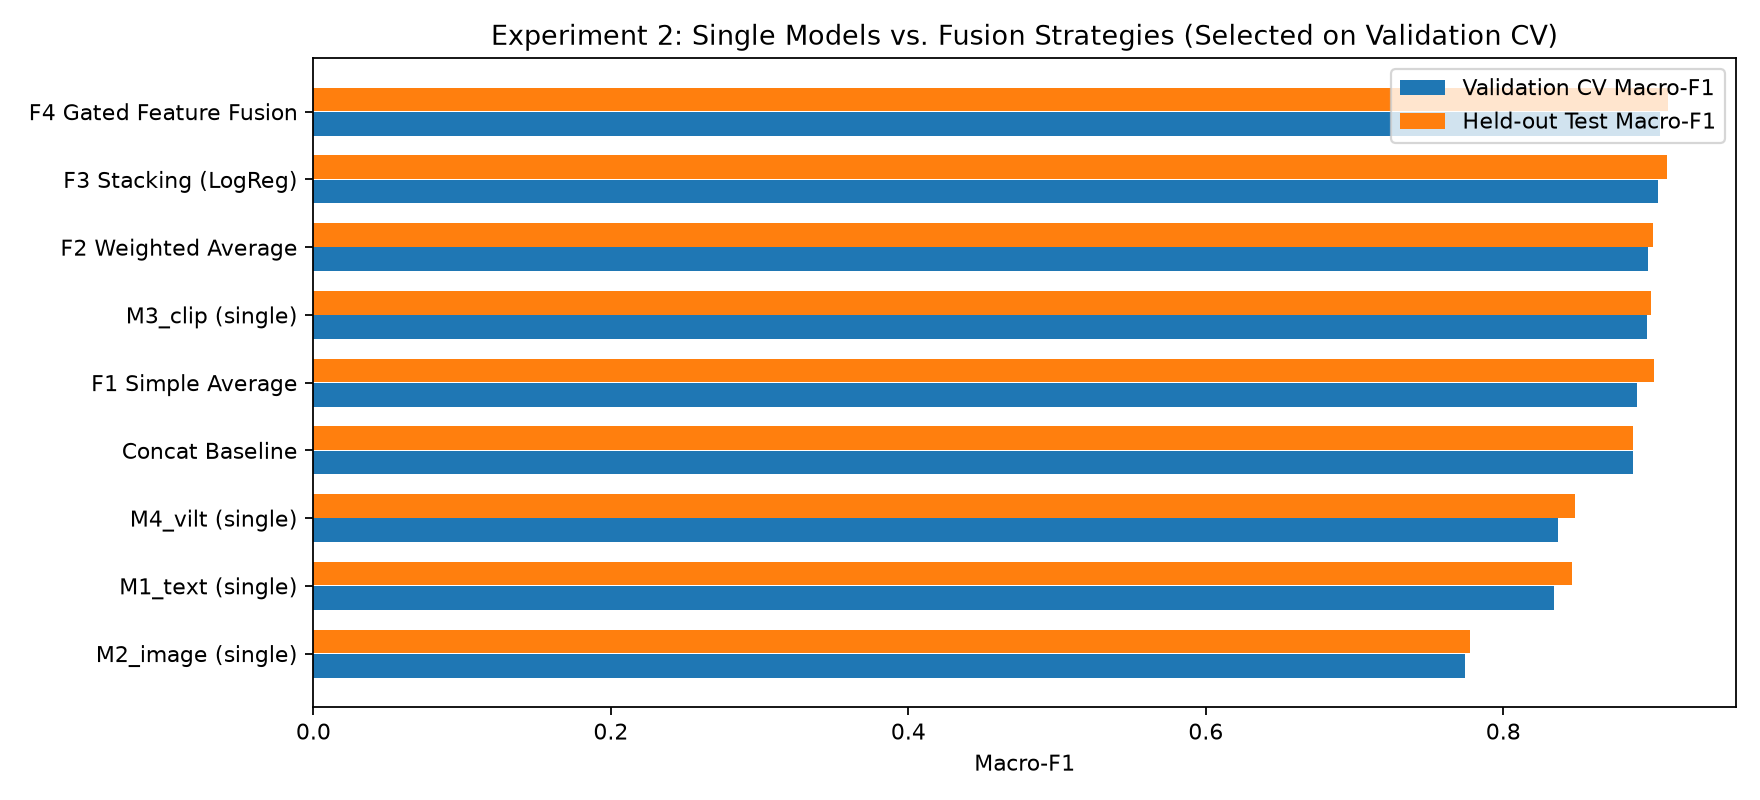 Experiment 2: Single Models vs. Fusion Strategies (Selected on Validation CV)
Validation CV Macro-F1
Held-out Test Macro-F1
F4 Gated Feature Fusion
F3 Stacking (LogReg)
F2 Weighted Average
M3_clip (single)
F1 Simple Average
Concat Baseline
M4_vilt (single)
M1_text (single)
M2_image (single)
0.0 0.2 0.4 0.6 0.8
Macro-F1